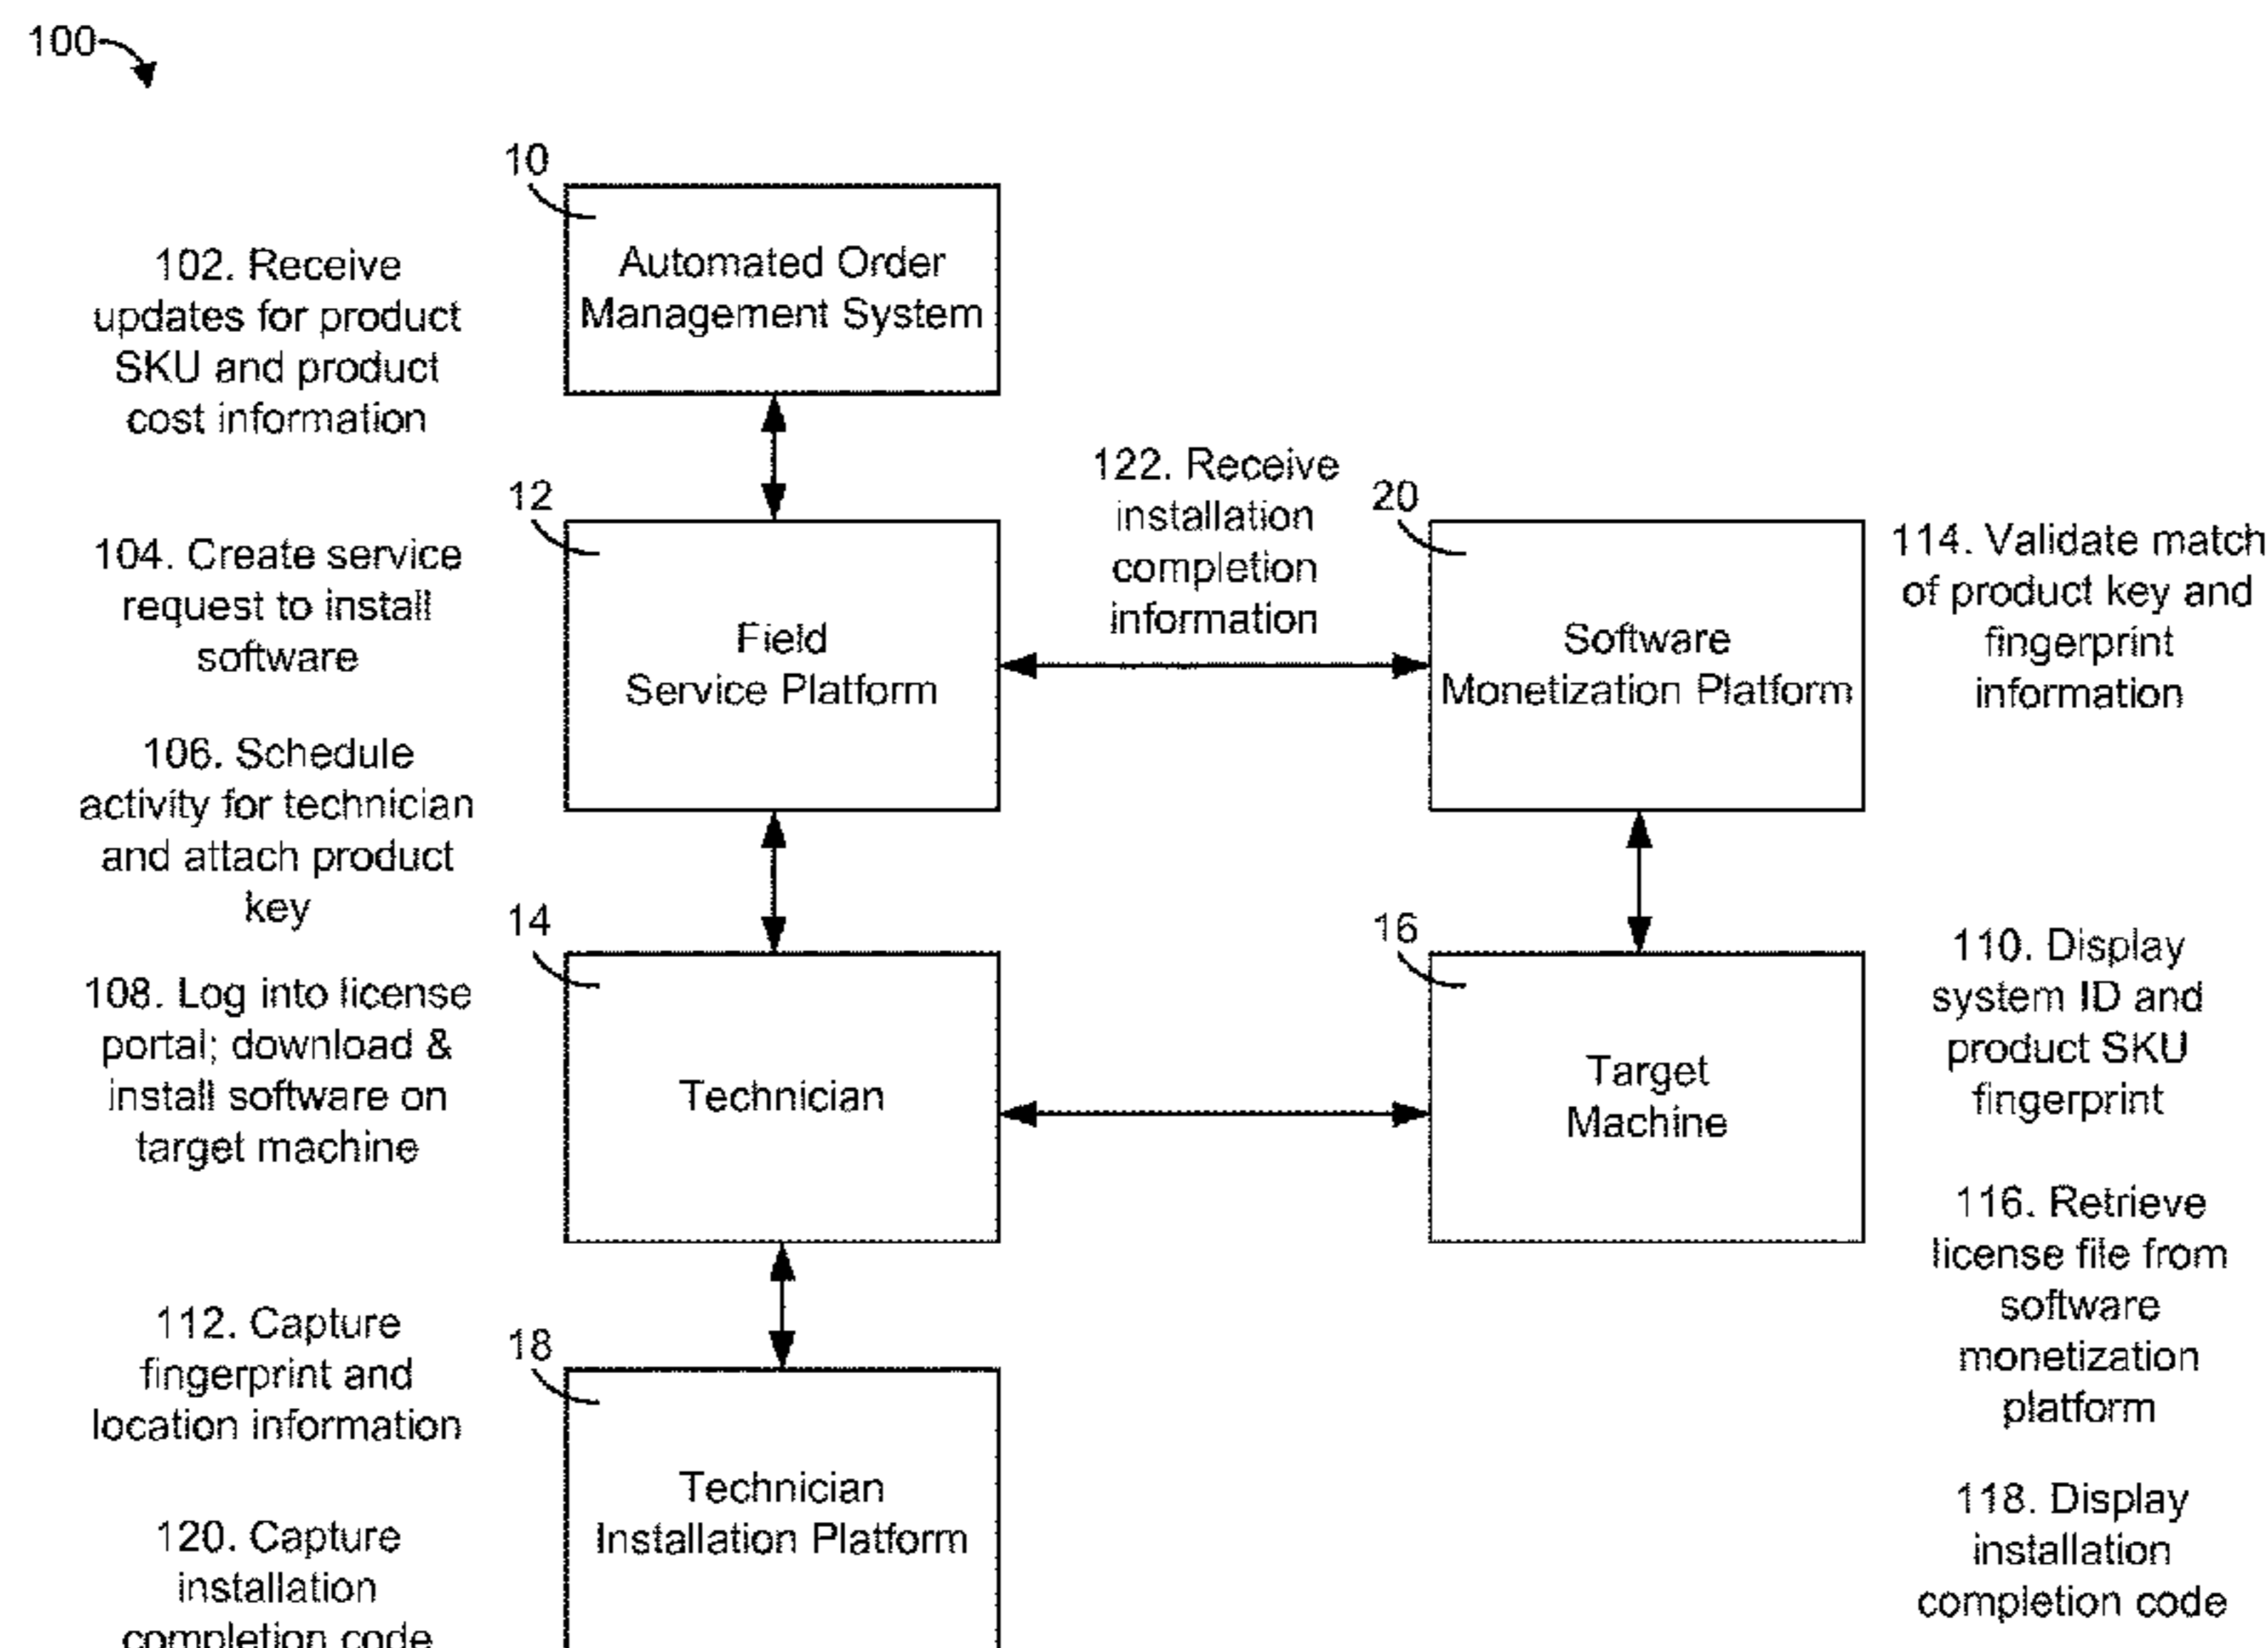 100
10
Automated Order
Management System
102. Receive
updates for product
SKU and product
cost information
12
Field
Service Platform
104. Create service
request to install
software
122. Receive
installation
completion
information
20
Software
Monetization Platform
114. Validate match
of product key and
fingerprint
information
106. Schedule
activity for technician
and attach product
key
14
Technician
108. Log into license
portal; download &
install software on
target machine
16
Target
Machine
110. Display
system ID and
product SKU
fingerprint
116. Retrieve
license file from
software
monetization
platform
112. Capture
fingerprint and
location information
18
Technician
Installation Platform
120. Capture
installation
completion code
118. Display
installation
completion code